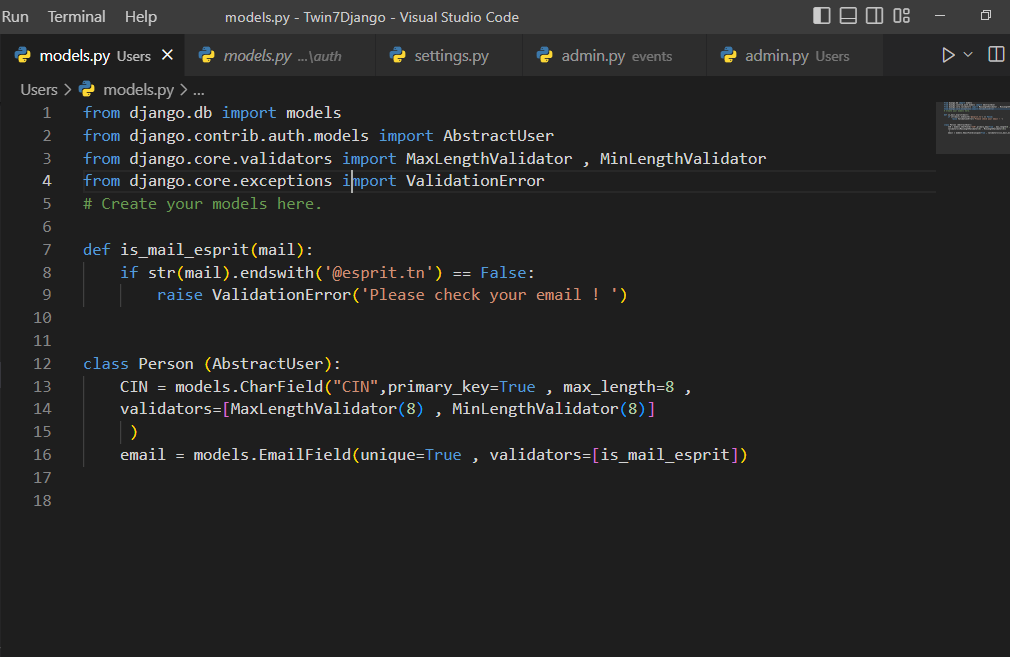 Run Terminal Help models.py - Twin7Django - Visual Studio Code
models.py Users models.py ...\auth settings.py admin.py events admin.py Users
Users > models.py > ...
1 from django.db import models
2 from django.contrib.auth.models import AbstractUser
3 from django.core.validators import MaxLengthValidator , MinLengthValidator
4 from django.core.exceptions import ValidationError
5 # Create your models here.
6
7 def is_mail_esprit(mail):
8 if str(mail).endswith('@esprit.tn') == False:
9 raise ValidationError('Please check your email ! ')
10
11
12 class Person (AbstractUser):
13 CIN = models.CharField("CIN",primary_key=True , max_length=8 ,
14 validators=[MaxLengthValidator(8) , MinLengthValidator(8)]
15 )
16 email = models.EmailField(unique=True , validators=[is_mail_esprit])
17
18